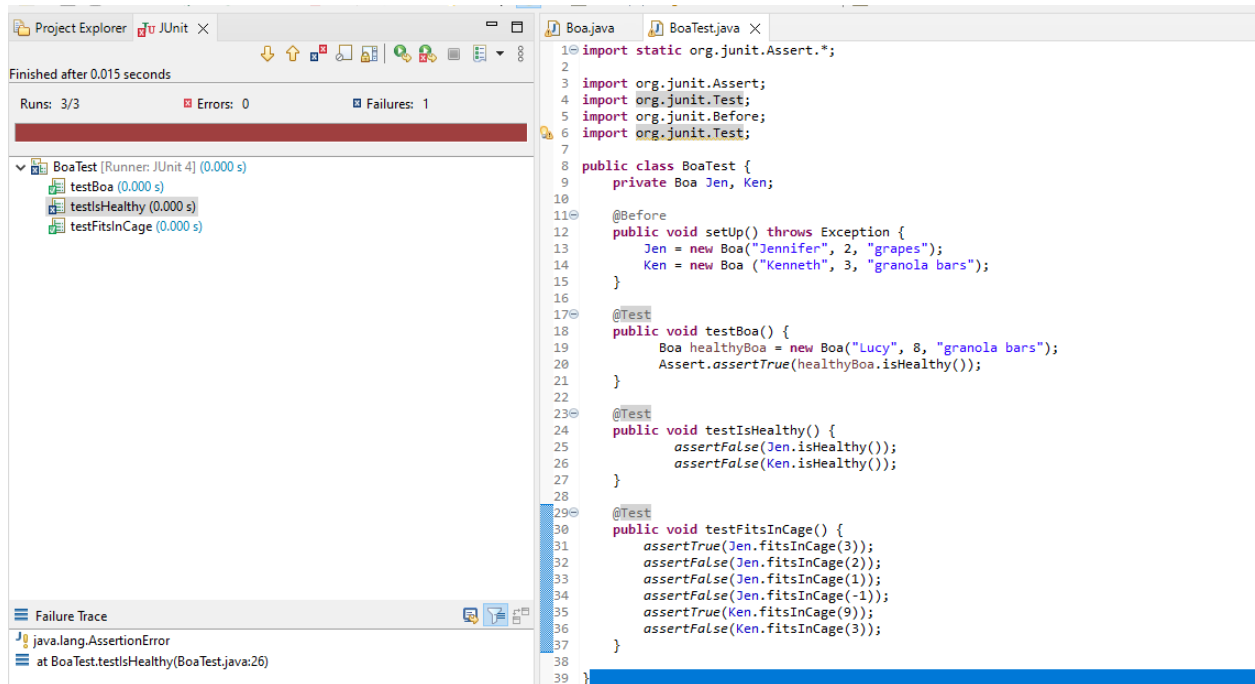 Project Explorer JUnit
Finished after 0.015 seconds
Runs: 3/3 Errors: 0 Failures: 1
BoaTest [Runner: JUnit 4] (0.000 s)
testBoa (0.000 s)
testIsHealthy (0.000 s)
testFitsInCage (0.000 s)
Failure Trace
java.lang.AssertionError
at BoaTest.testIsHealthy(BoaTest.java:26)
Boa.java BoaTest.java
1 import static org.junit.Assert.*;
2
3 import org.junit.Assert;
4 import org.junit.Test;
5 import org.junit.Before;
6 import org.junit.Test;
7
8 public class BoaTest {
9 private Boa Jen, Ken;
10
11 @Before
12 public void setUp() throws Exception {
13 Jen = new Boa("Jennifer", 2, "grapes");
14 Ken = new Boa ("Kenneth", 3, "granola bars");
15 }
16
17 @Test
18 public void testBoa() {
19 Boa healthyBoa = new Boa("Lucy", 8, "granola bars");
20 Assert.assertTrue(healthyBoa.isHealthy());
21 }
22
23 @Test
24 public void testIsHealthy() {
25 assertFalse(Jen.isHealthy());
26 assertFalse(Ken.isHealthy());
27 }
28
29 @Test
30 public void testFitsInCage() {
31 assertTrue(Jen.fitsInCage(3));
32 assertFalse(Jen.fitsInCage(2));
33 assertFalse(Jen.fitsInCage(1));
34 assertFalse(Jen.fitsInCage(-1));
35 assertTrue(Ken.fitsInCage(9));
36 assertFalse(Ken.fitsInCage(3));
37 }
38
39 }